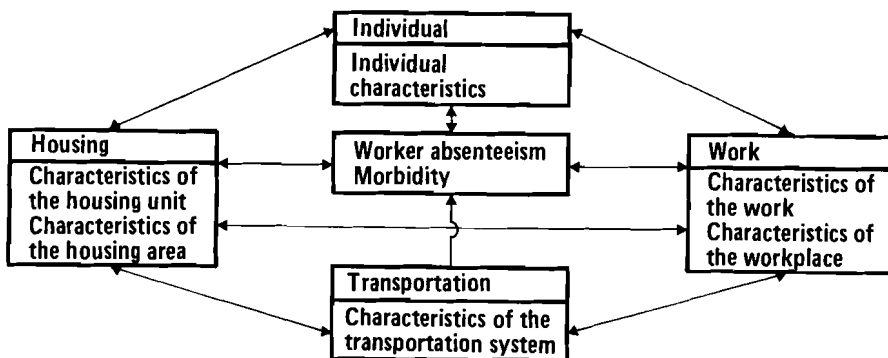 Individual
Individual
characteristics
Housing
Characteristics of
the housing unit
Characteristics of
the housing area
Worker absenteeism
Morbidity
Work
Characteristics of
the work
Characteristics of
the workplace
Transportation
Characteristics of the
transportation system